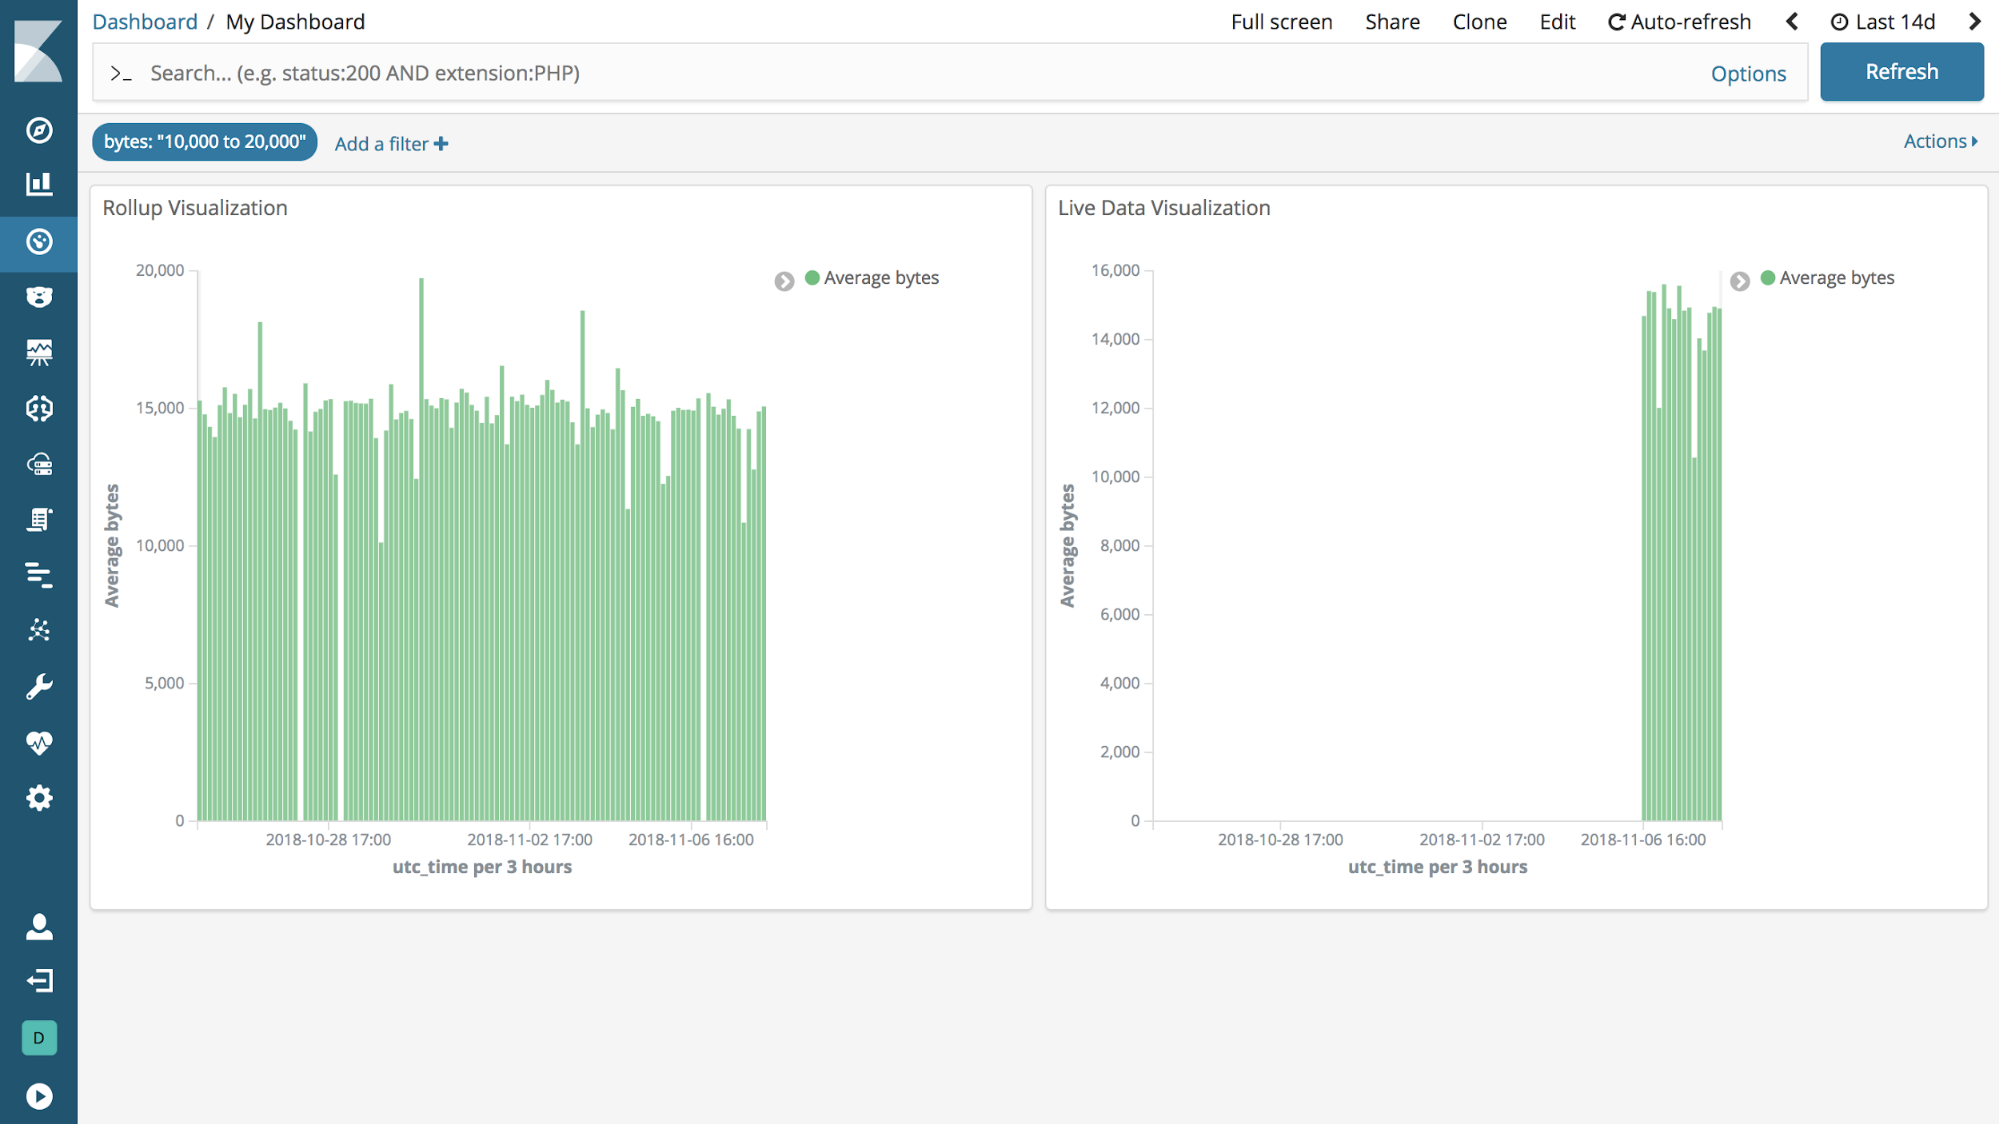 Dashboard / My Dashboard
Full screen Share Clone Edit Auto-refresh Last 14d
>_ Search... (e.g. status:200 AND extension:PHP)
Options
Refresh
bytes: "10,000 to 20,000"
Add a filter +
Actions
Rollup Visualization
20,000
15,000
10,000
5,000
0
Average bytes
Average bytes
2018-10-28 17:00
2018-11-02 17:00
2018-11-06 16:00
utc_time per 3 hours
Live Data Visualization
16,000
14,000
12,000
10,000
8,000
6,000
4,000
2,000
0
Average bytes
Average bytes
2018-10-28 17:00
2018-11-02 17:00
2018-11-06 16:00
utc_time per 3 hours
D